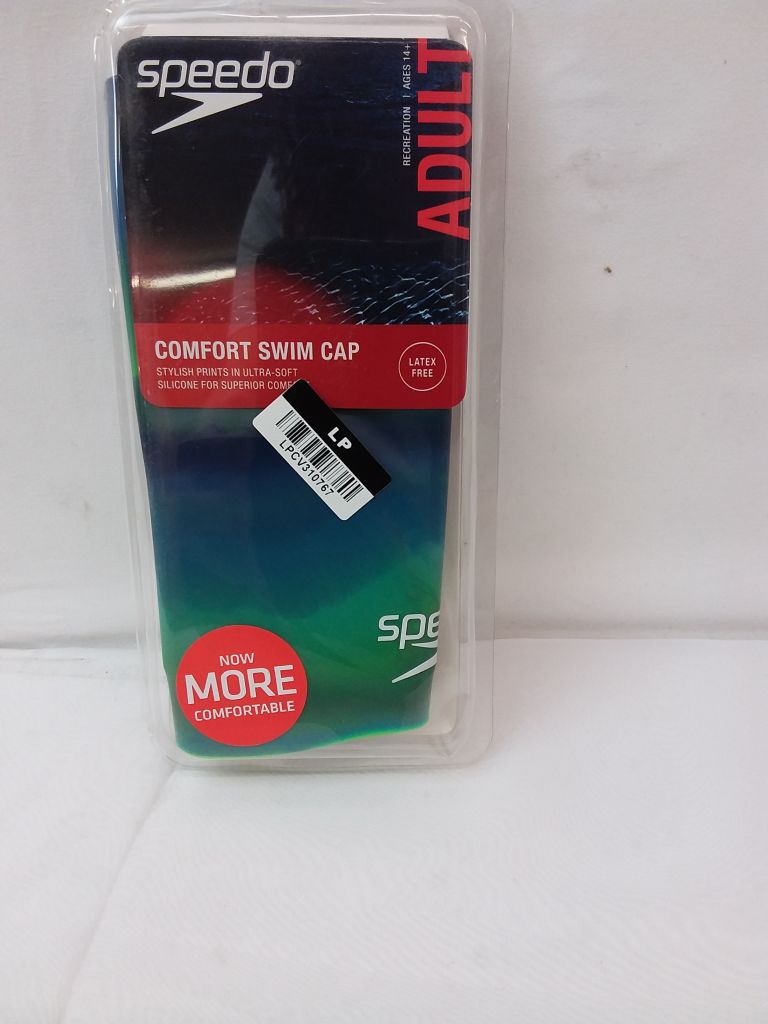 speedo
RECREATION | AGES 14+
ADULT
COMFORT SWIM CAP
STYLISH PRINTS IN ULTRA-SOFT
SILICONE FOR SUPERIOR COMF
LATEX
FREE
LP
LPCV310767
spe
NOW
MORE
COMFORTABLE